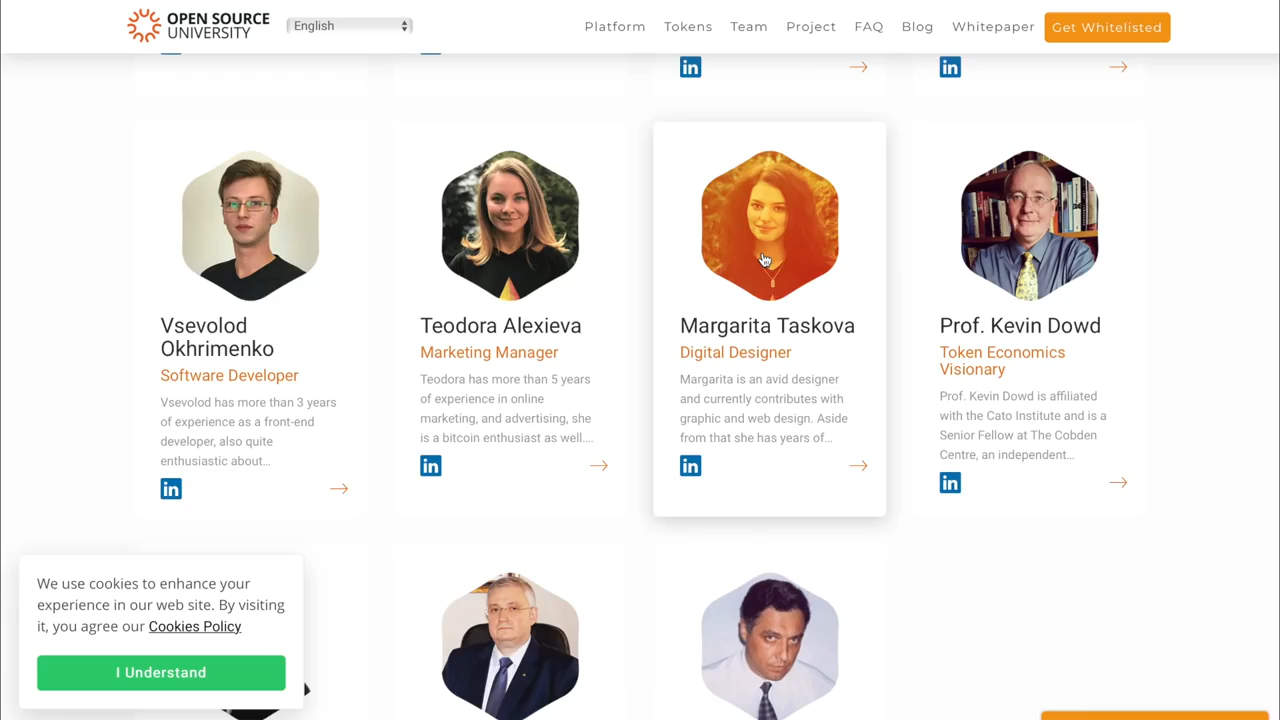 OPEN SOURCE
UNIVERSITY
English
Platform
Tokens
Team
Project
FAQ
Blog
Whitepaper
Get Whitelisted
in
in
Vsevolod
Okhrimenko
Software Developer
Vsevolod has more than 3 years
of experience as a front-end
developer, also quite
enthusiastic about...
in
Teodora Alexieva
Marketing Manager
Teodora has more than 5 years
of experience in online
marketing, and advertising, she
is a bitcoin enthusiast as well....
in
Margarita Taskova
Digital Designer
Margarita is an avid designer
and currently contributes with
graphic and web design. Aside
from that she has years of...
in
Prof. Kevin Dowd
Token Economics
Visionary
Prof. Kevin Dowd is affiliated
with the Cato Institute and is a
Senior Fellow at The Cobden
Centre, an independent...
in
We use cookies to enhance your
experience in our web site. By visiting
it, you agree our Cookies Policy
I Understand